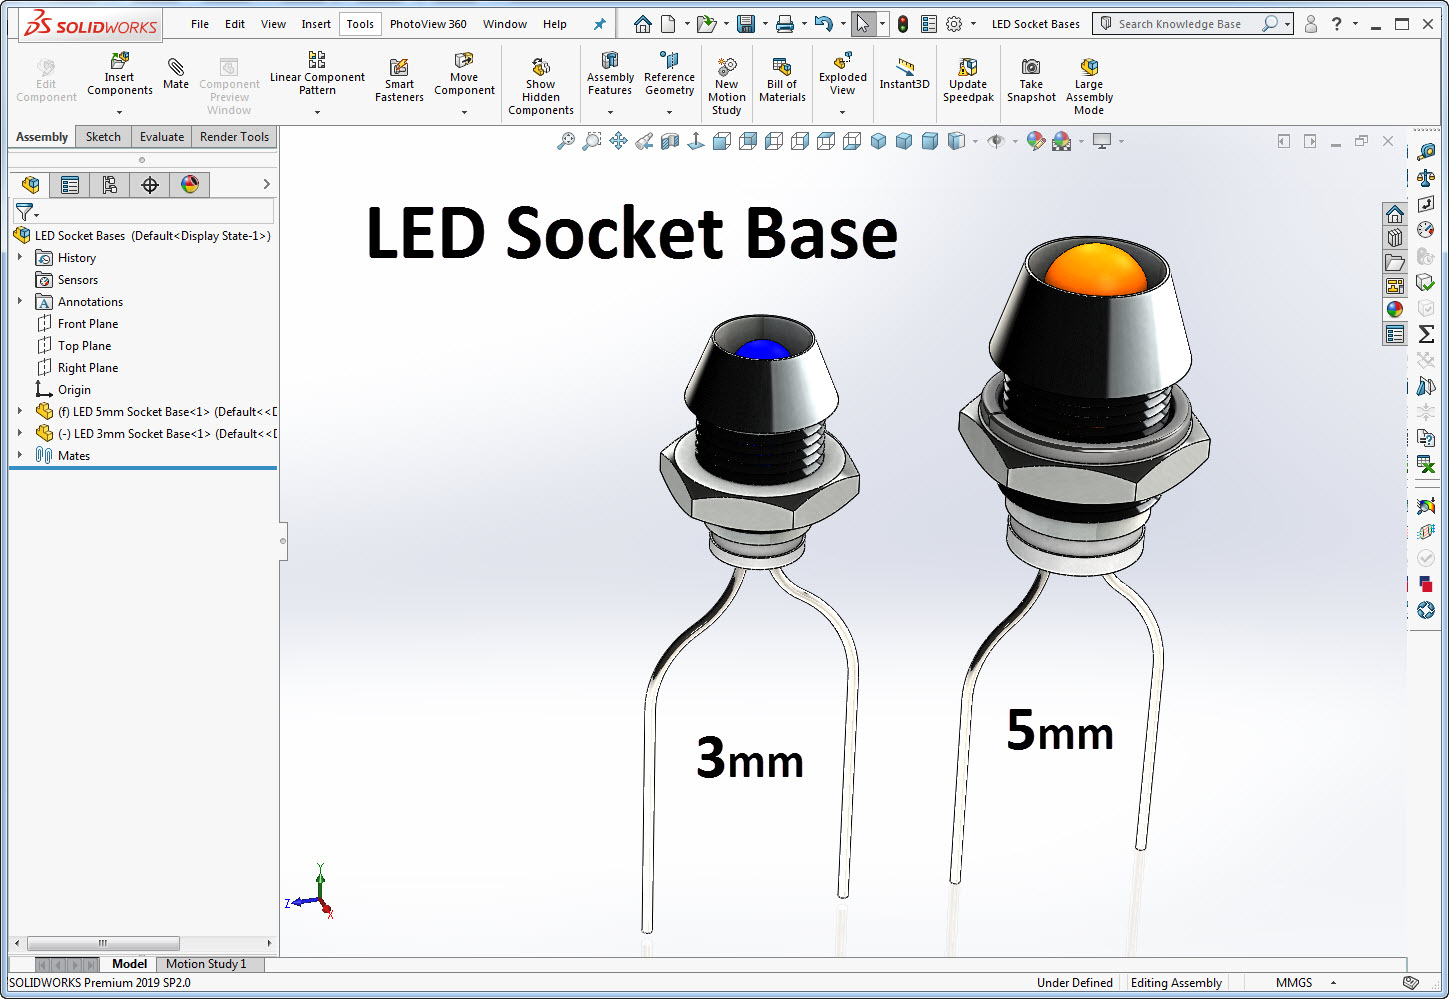 SOLIDWORKS
File Edit View Insert Tools PhotoView 360 Window Help
LED Socket Bases
Search Knowledge Base
?
Edit Component
Insert Components
Mate
Component Preview Window
Linear Component Pattern
Smart Fasteners
Move Component
Show Hidden Components
Assembly Features
Reference Geometry
New Motion Study
Bill of Materials
Exploded View
Instant3D
Update Speedpak
Take Snapshot
Large Assembly Mode
Assembly Sketch Evaluate Render Tools
LED Socket Bases (Default<Display State-1>)
History
Sensors
A Annotations
Front Plane
Top Plane
Right Plane
Origin
(f) LED 5mm Socket Base<1> (Default<<D
(-) LED 3mm Socket Base<1> (Default<<D
Mates
LED Socket Base
3mm
5mm
Y
Z
X
Model Motion Study 1
SOLIDWORKS Premium 2019 SP2.0
Under Defined Editing Assembly MMGS